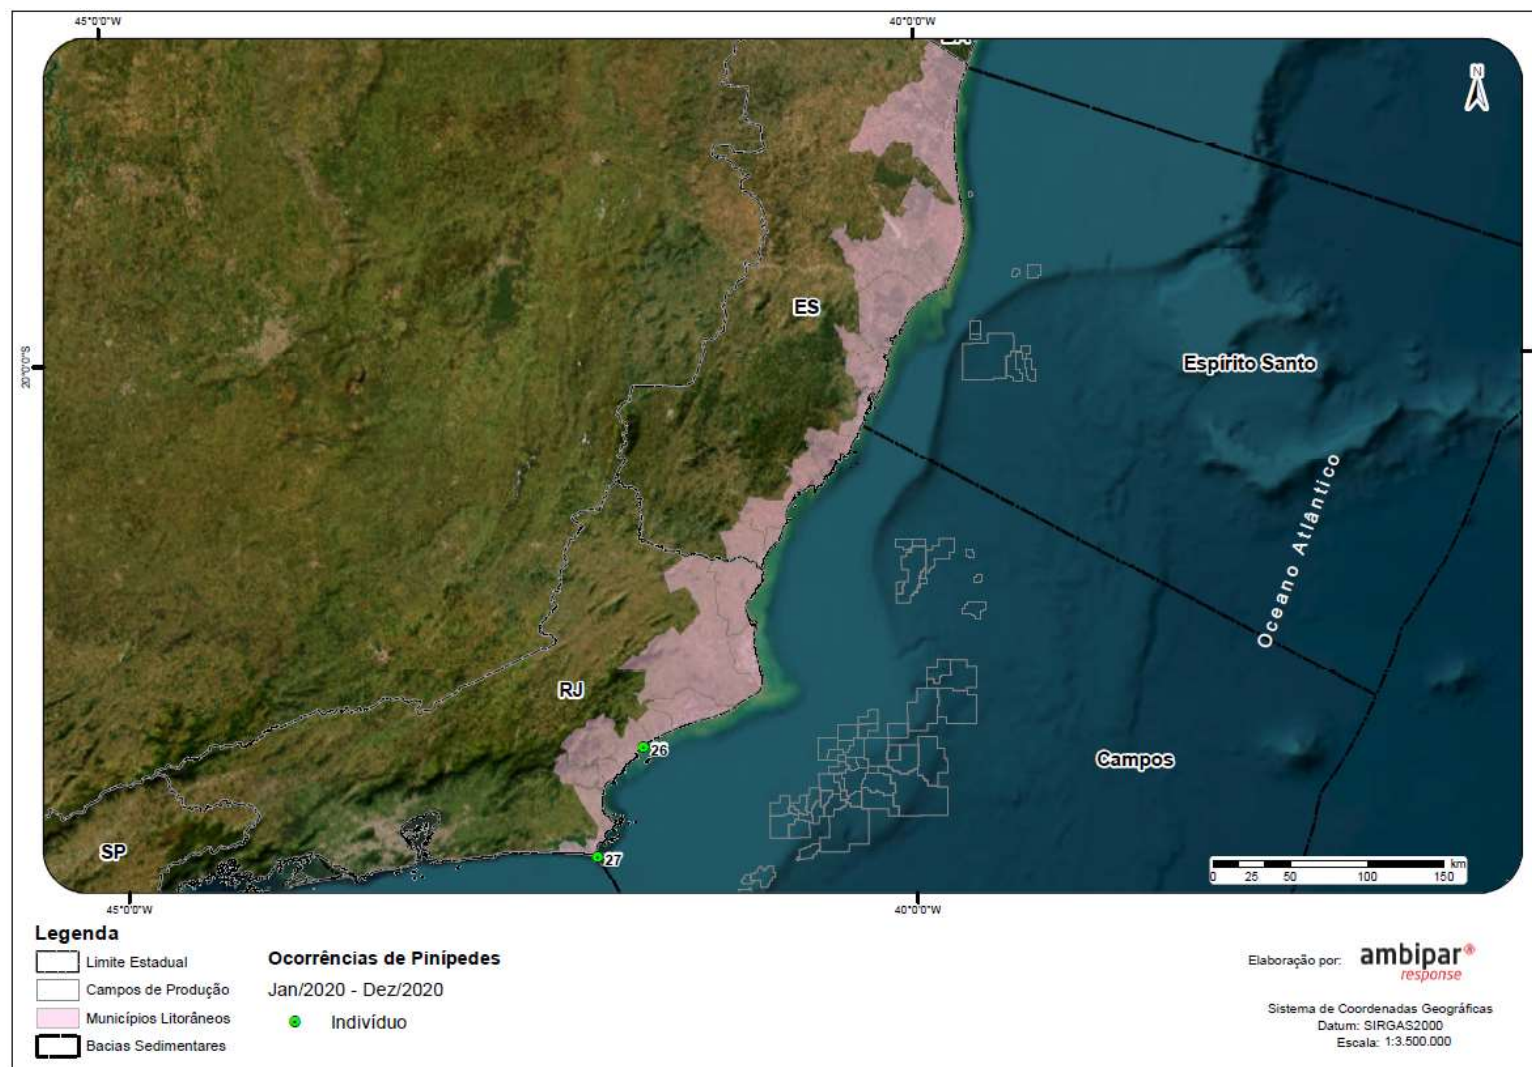 45°0'0"W
40°0'0"W
BA
N
ES
20°0'0"S
Espírito Santo
Oceano Atlântico
RJ
26
Campos
SP
27
km
0 25 50 100 150
45°0'0"W
40°0'0"W
Legenda
Limite Estadual
Campos de Produção
Municípios Litorâneos
Bacias Sedimentares
Ocorrências de Pinípedes
Jan/2020 - Dez/2020
Indivíduo
Elaboração por: ambipar®
response
Sistema de Coordenadas Geográficas
Datum: SIRGAS2000
Escala: 1:3.500.000